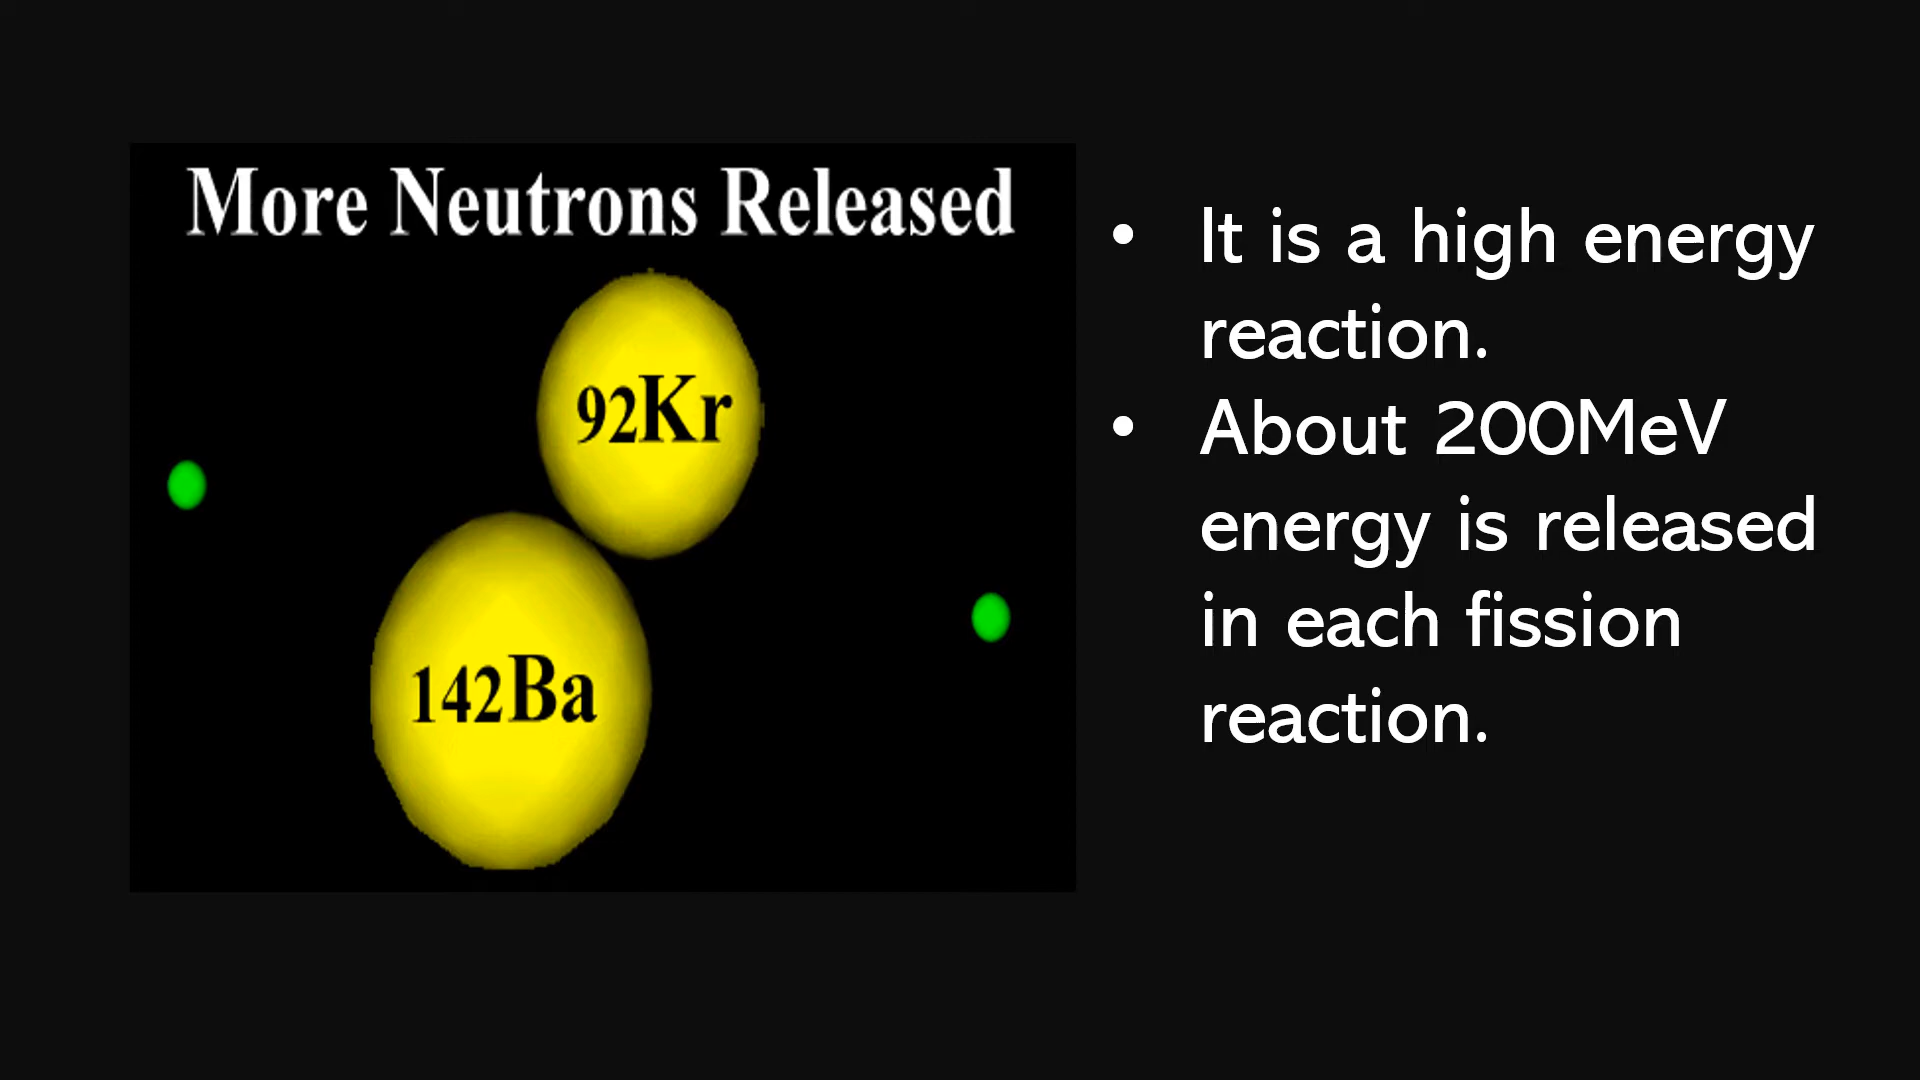 More Neutrons Released
92Kr
142Ba
• It is a high energy
reaction.
• About 200MeV
energy is released
in each fission
reaction.